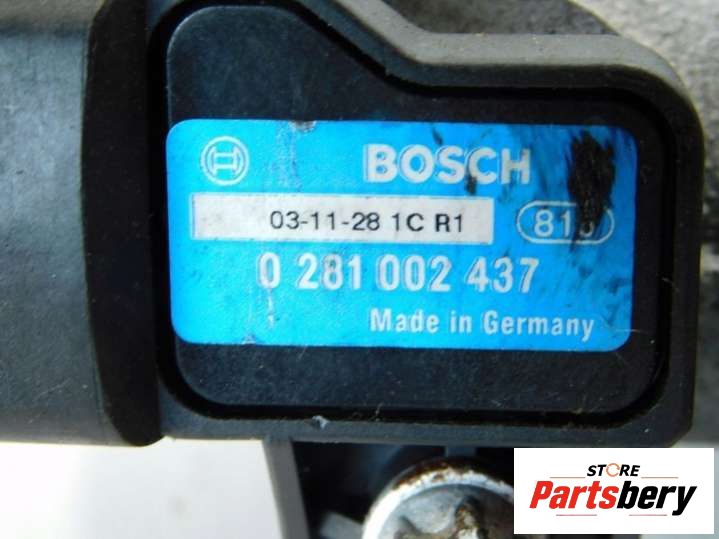 BOSCH
03-11-28 1C R1
0 281 002 437
Made in Germany
STORE
Partsbery